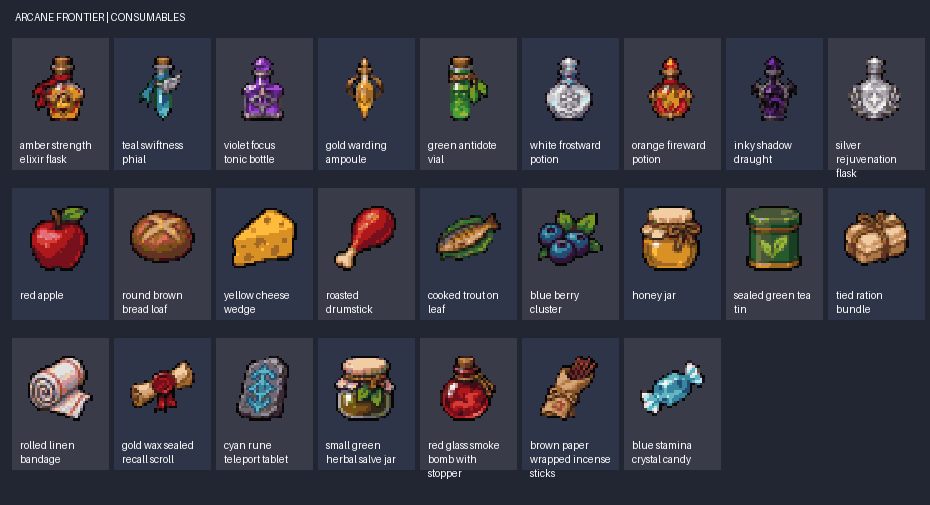 ARCANE FRONTIER | CONSUMABLES
amber strength
elixir flask
teal swiftness
phial
violet focus
tonic bottle
gold warding
ampoule
green antidote
vial
white frostward
potion
orange fireward
potion
inky shadow
draught
silver
rejuvenation
flask
red apple
round brown
bread loaf
yellow cheese
wedge
roasted
drumstick
cooked trout on
leaf
blue berry
cluster
honey jar
sealed green tea
tin
tied ration
bundle
rolled linen
bandage
gold wax sealed
recall scroll
cyan rune
teleport tablet
small green
herbal salve jar
red glass smoke
bomb with
stopper
brown paper
wrapped incense
sticks
blue stamina
crystal candy